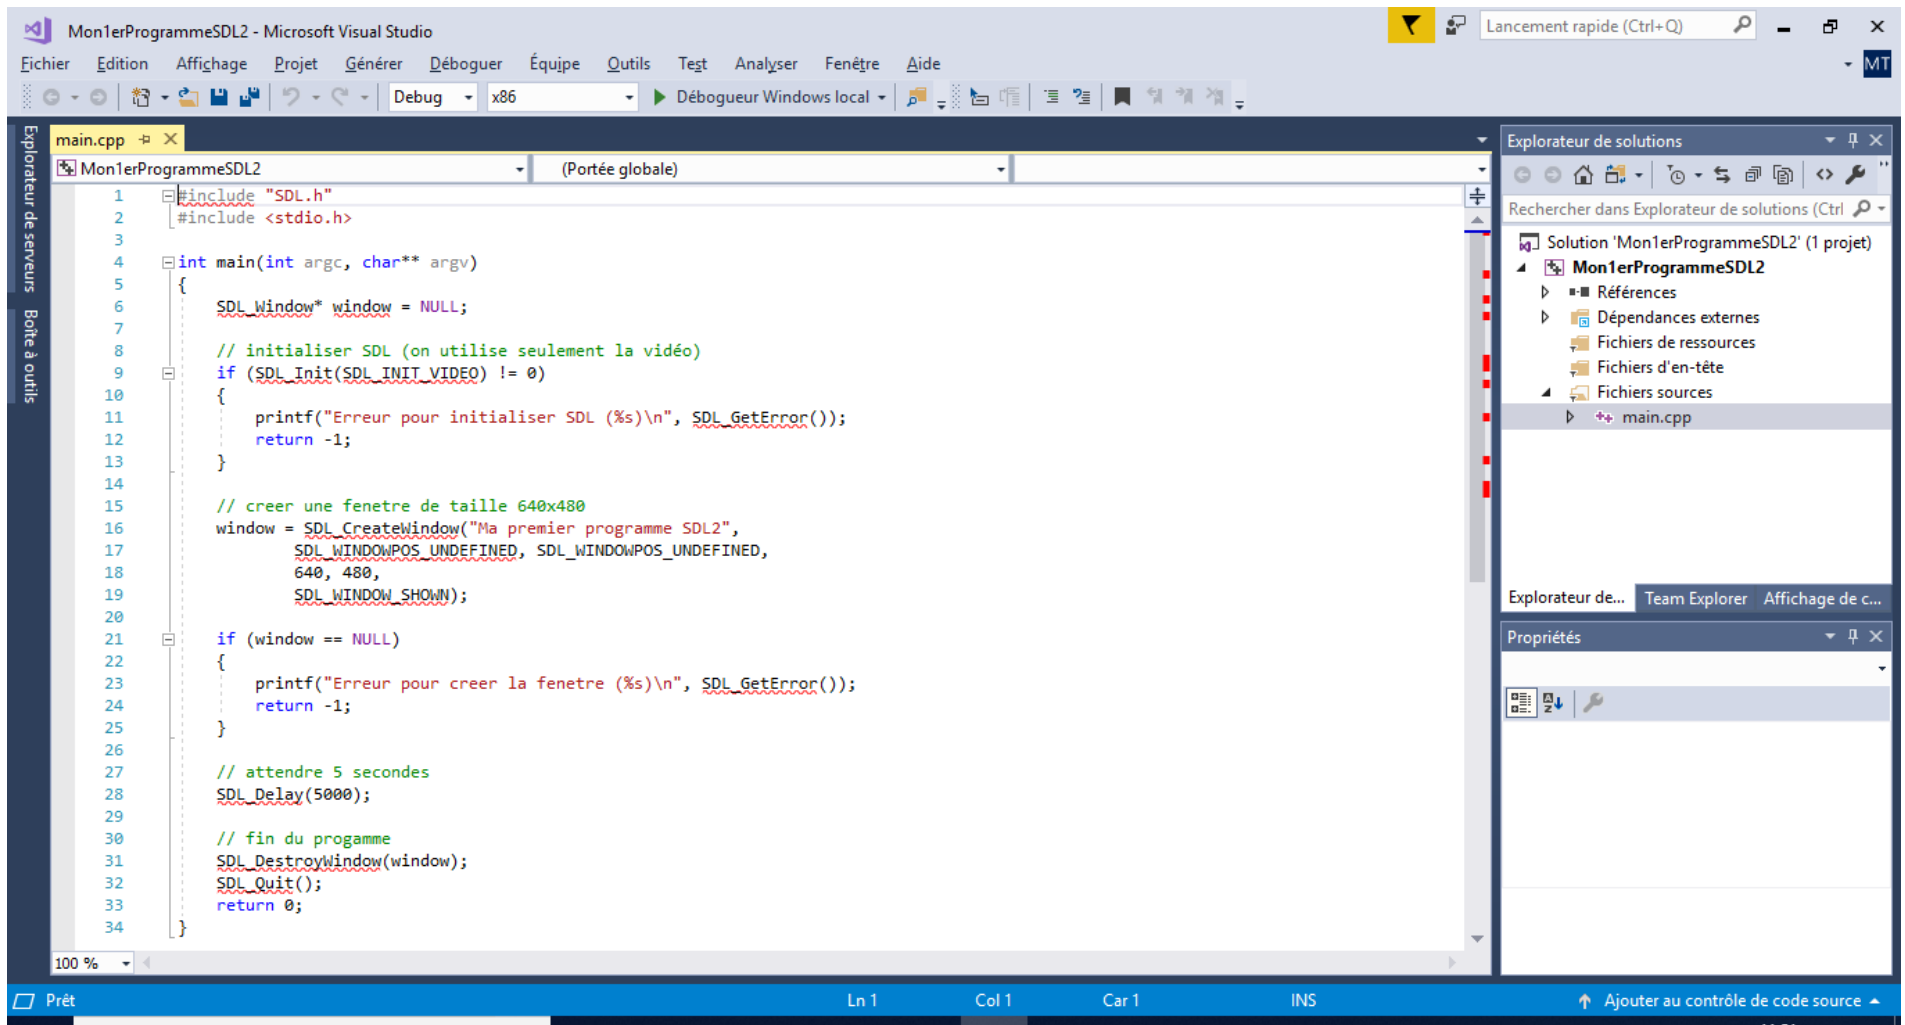 Mon1erProgrammeSDL2 - Microsoft Visual Studio
Lancement rapide (Ctrl+Q)
Fichier Edition Affichage Projet Générer Déboguer Équipe Outils Test Analyser Fenêtre Aide
MT
Debug x86 Débogueur Windows local
Explorateur de serveurs
Boîte à outils
main.cpp
Mon1erProgrammeSDL2 (Portée globale)
1 #include "SDL.h"
2 #include <stdio.h>
3
4 int main(int argc, char** argv)
5 {
6 SDL_Window* window = NULL;
7
8 // initialiser SDL (on utilise seulement la vidéo)
9 if (SDL_Init(SDL_INIT_VIDEO) != 0)
10 {
11 printf("Erreur pour initialiser SDL (%s)\n", SDL_GetError());
12 return -1;
13 }
14
15 // creer une fenetre de taille 640x480
16 window = SDL_CreateWindow("Ma premier programme SDL2",
17 SDL_WINDOWPOS_UNDEFINED, SDL_WINDOWPOS_UNDEFINED,
18 640, 480,
19 SDL_WINDOW_SHOWN);
20
21 if (window == NULL)
22 {
23 printf("Erreur pour creer la fenetre (%s)\n", SDL_GetError());
24 return -1;
25 }
26
27 // attendre 5 secondes
28 SDL_Delay(5000);
29
30 // fin du progamme
31 SDL_DestroyWindow(window);
32 SDL_Quit();
33 return 0;
34 }
100 %
Explorateur de solutions
Rechercher dans Explorateur de solutions (Ctrl
Solution 'Mon1erProgrammeSDL2' (1 projet)
Mon1erProgrammeSDL2
Références
Dépendances externes
Fichiers de ressources
Fichiers d'en-tête
Fichiers sources
main.cpp
Explorateur de... Team Explorer Affichage de c...
Propriétés
Prêt Ln 1 Col 1 Car 1 INS Ajouter au contrôle de code source